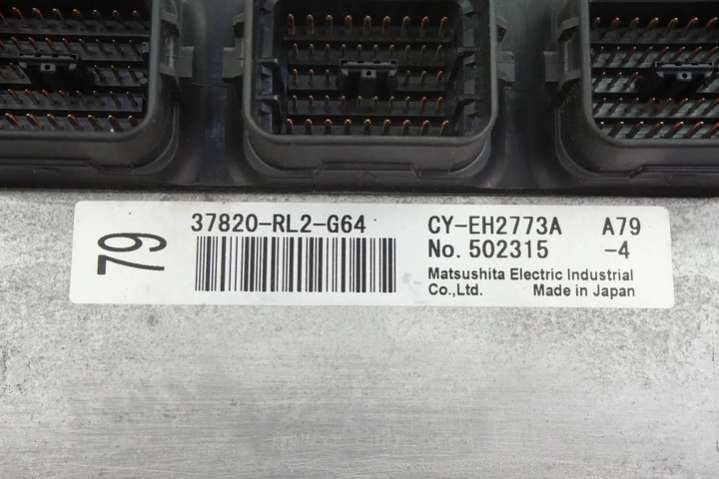 79
37820-RL2-G64
CY-EH2773A A79
No. 502315 -4
Matsushita Electric Industrial
Co.,Ltd. Made in Japan